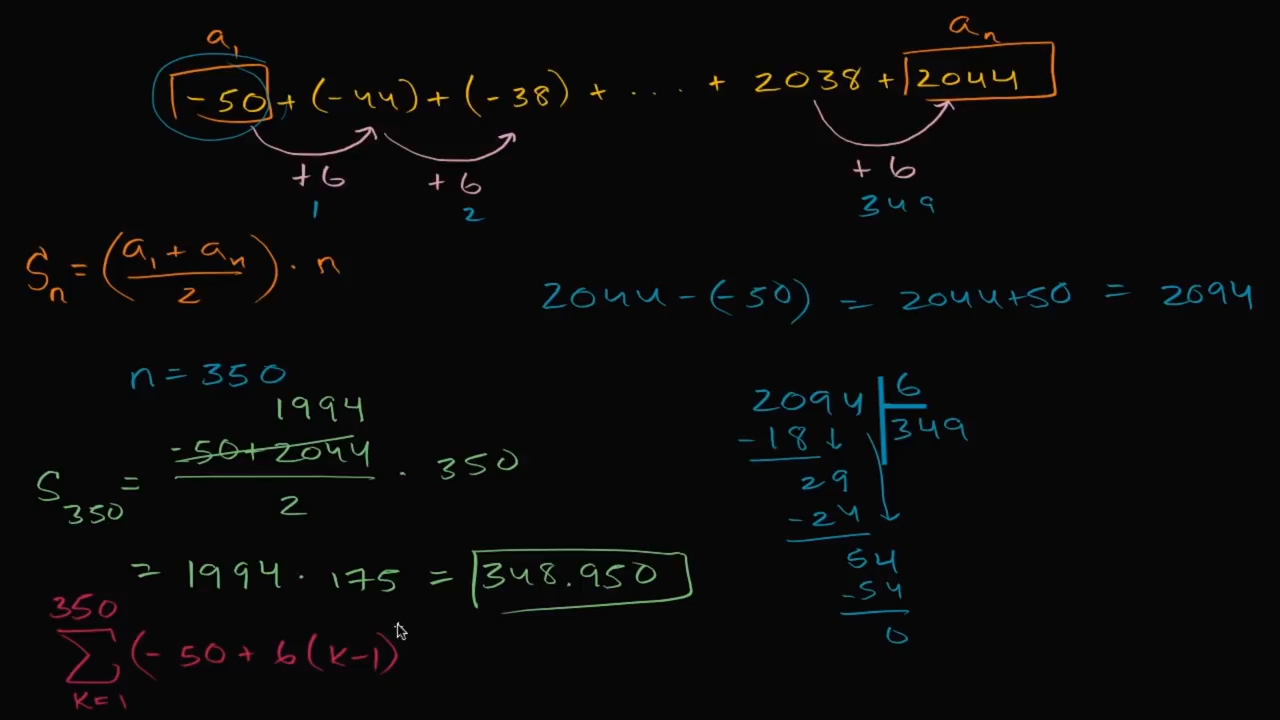 a₁ aₙ
-50 + (-44) + (-38) + .... + 2038 + 2044
+6 +6 +6
1 2 349
Sₙ = (a₁ + aₙ / 2) · n
2044 - (-50) = 2044+50 = 2094
n = 350
1994
S₃₅₀ = -50+2044 / 2 · 350
= 1994 · 175 = 348.950
350
∑ (-50 + 6(k-1)
k=1
2094 | 6
-18 349
29
-24
54
-54
0